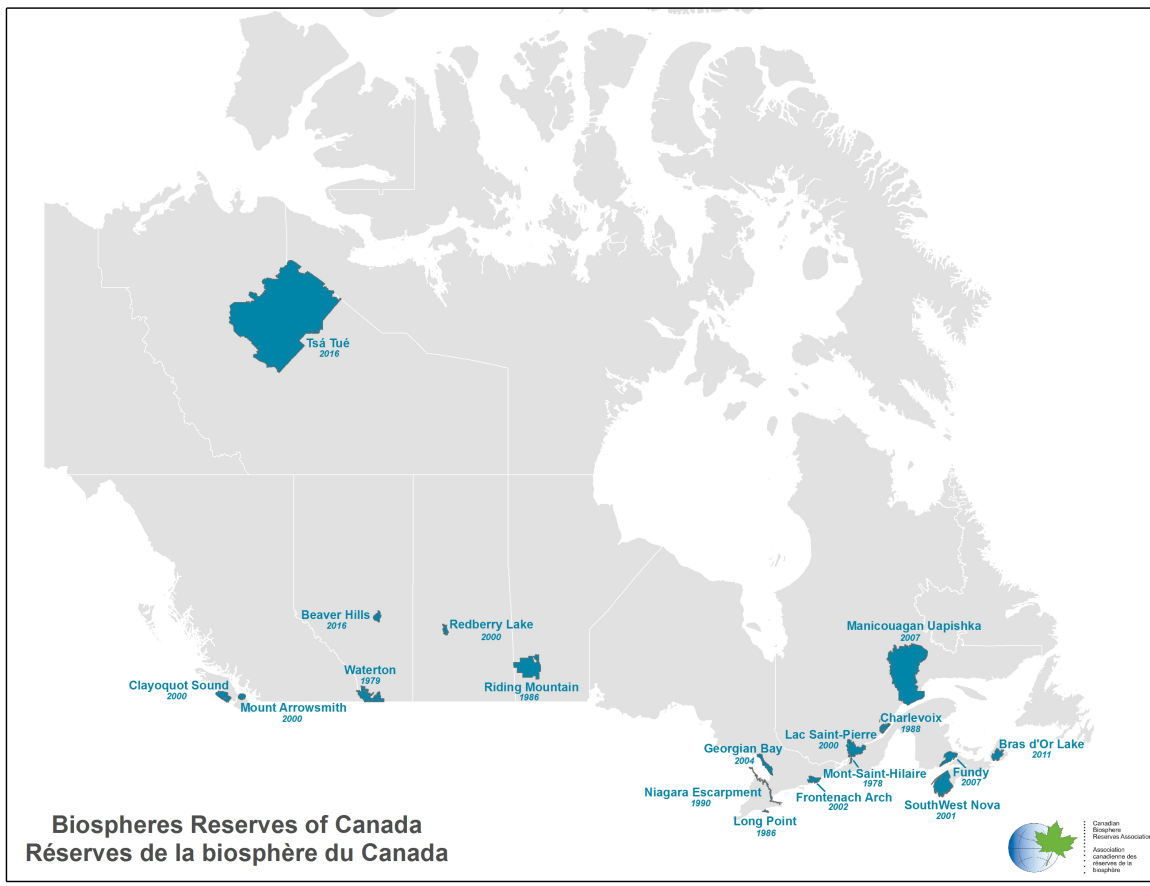 Tsá Tué
2016
Beaver Hills
2016
Redberry Lake
2000
Manicouagan Uapishka
2007
Waterton
1979
Clayoquot Sound
2000
Riding Mountain
1986
Mount Arrowsmith
2000
Charlevoix
1988
Lac Saint-Pierre
2000
Georgian Bay
2004
Bras d'Or Lake
2011
Mont-Saint-Hilaire
1978
Fundy
2007
Niagara Escarpment
1990
Frontenach Arch
2002
SouthWest Nova
2001
Long Point
1986
Biospheres Reserves of Canada
Réserves de la biosphère du Canada
Canadian
Biosphere
Reserves Association
Association
canadienne des
réserves de la
biosphère